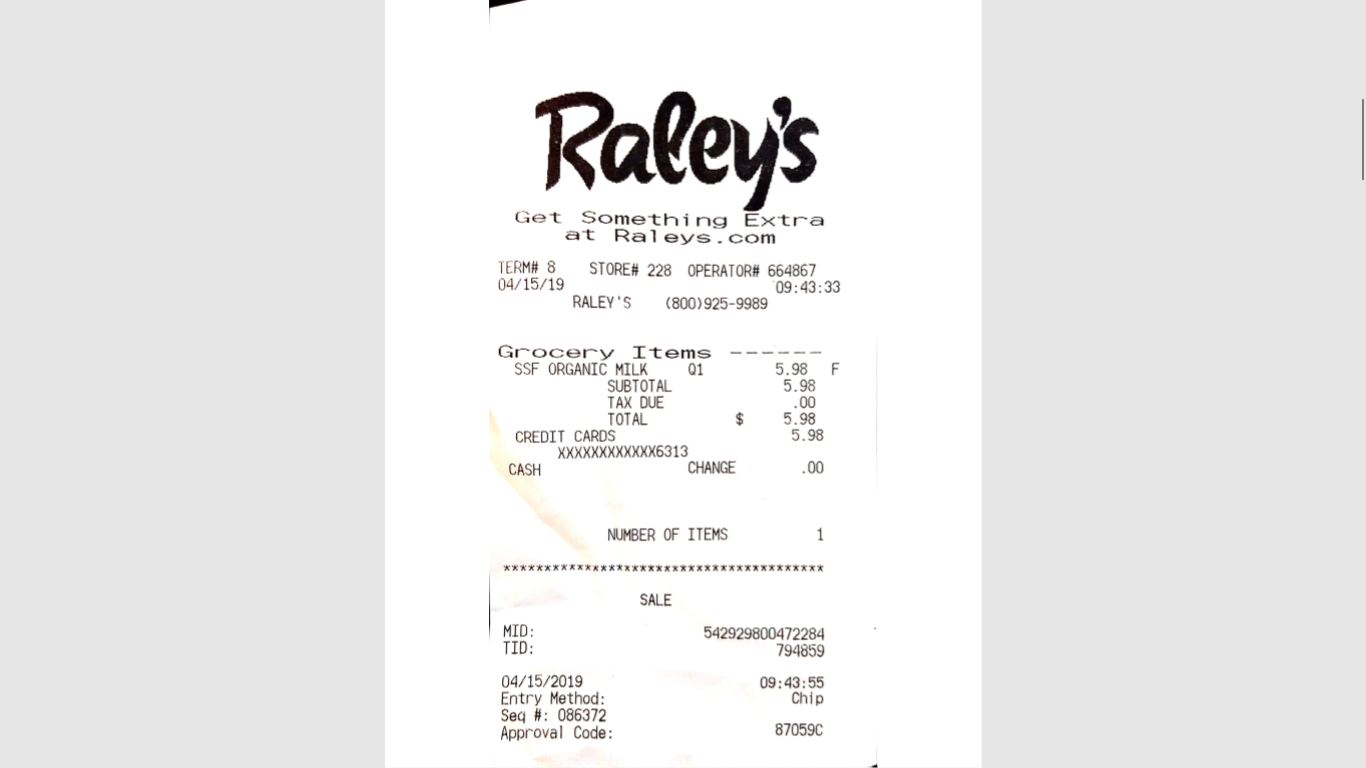 Raley's
Get Something Extra
at Raleys.com
TERM# 8 STORE# 228 OPERATOR# 664867
04/15/19 09:43:33
RALEY'S (800)925-9989
Grocery Items ------
SSF ORGANIC MILK Q1 5.98 F
SUBTOTAL 5.98
TAX DUE .00
TOTAL $ 5.98
CREDIT CARDS 5.98
XXXXXXXXXXXX6313
CASH CHANGE .00
NUMBER OF ITEMS 1
****************************************
SALE
MID: 542929800472284
TID: 794859
04/15/2019 09:43:55
Entry Method: Chip
Seq #: 086372
Approval Code: 87059C